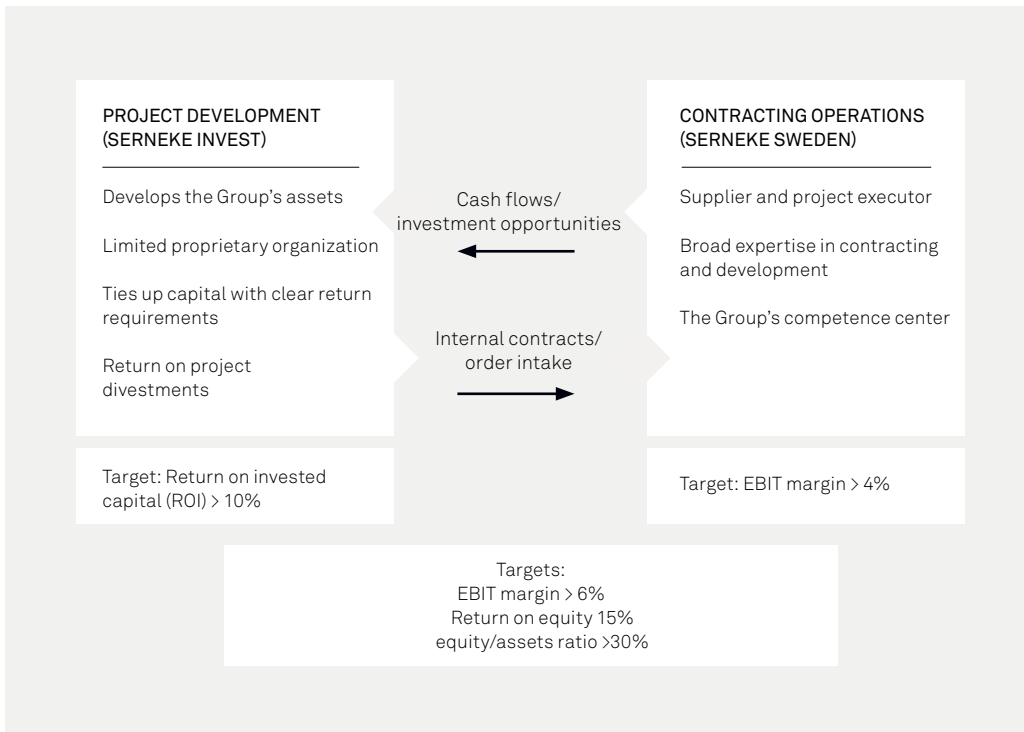 PROJECT DEVELOPMENT
(SERNEKE INVEST)
Develops the Group's assets
Limited proprietary organization
Ties up capital with clear return
requirements
Return on project
divestments
Cash flows/
investment opportunities
Internal contracts/
order intake
CONTRACTING OPERATIONS
(SERNEKE SWEDEN)
Supplier and project executor
Broad expertise in contracting
and development
The Group's competence center
Target: Return on invested
capital (ROI) > 10%
Target: EBIT margin > 4%
Targets:
EBIT margin > 6%
Return on equity 15%
equity/assets ratio >30%